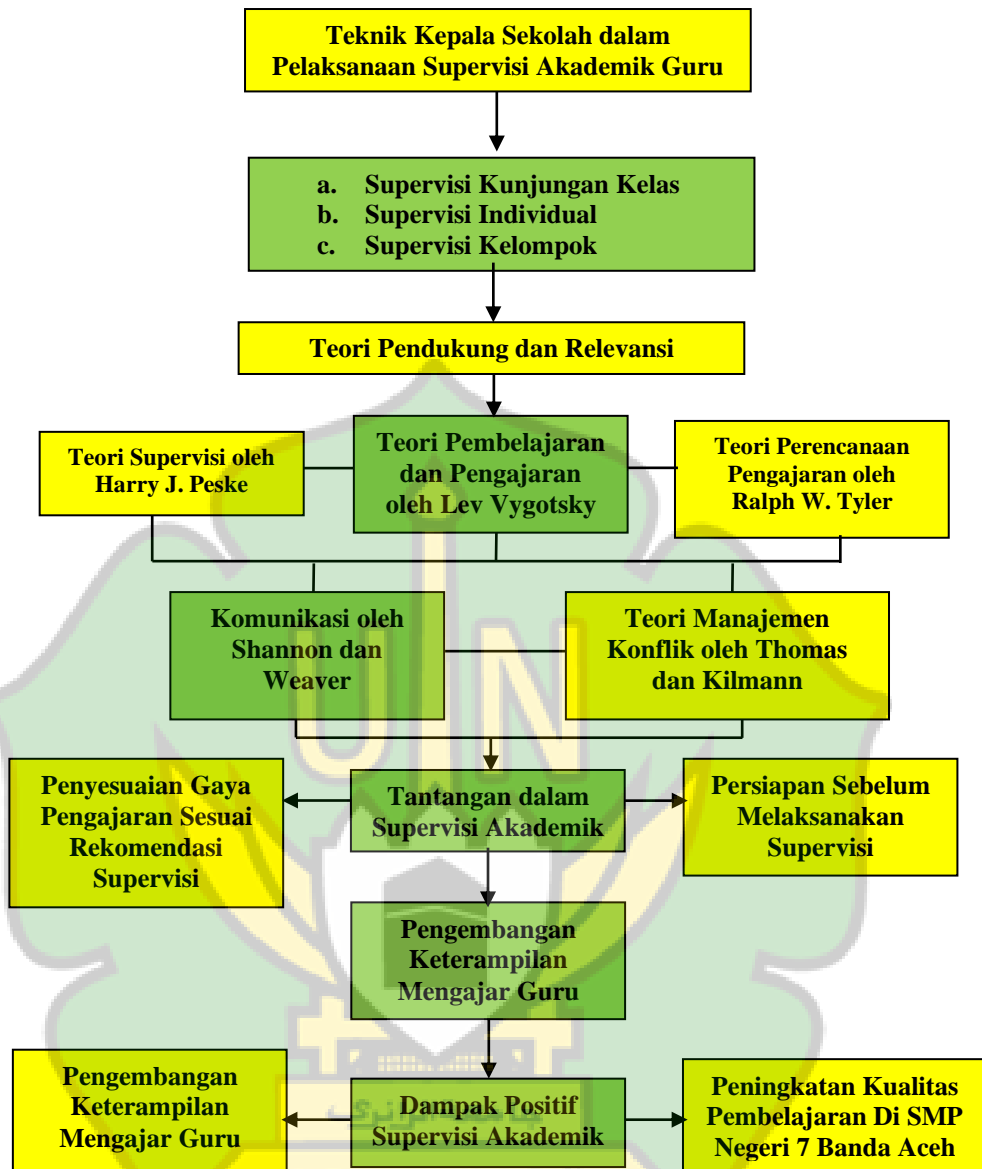 Teknik Kepala Sekolah dalam
Pelaksanaan Supervisi Akademik Guru
a. Supervisi Kunjungan Kelas
b. Supervisi Individual
c. Supervisi Kelompok
Teori Pendukung dan Relevansi
Teori Supervisi oleh
Harry J. Peske
Teori Pembelajaran
dan Pengajaran
oleh Lev Vygotsky
Teori Perencanaan
Pengajaran oleh
Ralph W. Tyler
Komunikasi oleh
Shannon dan
Weaver
Teori Manajemen
Konflik oleh Thomas
dan Kilmann
UIN
Penyesuaian Gaya
Pengajaran Sesuai
Rekomendasi
Supervisi
Tantangan dalam
Supervisi Akademik
Persiapan Sebelum
Melaksanakan
Supervisi
Pengembangan
Keterampilan
Mengajar Guru
Pengembangan
Keterampilan
Mengajar Guru
Dampak Positif
Supervisi Akademik
Peningkatan Kualitas
Pembelajaran Di SMP
Negeri 7 Banda Aceh